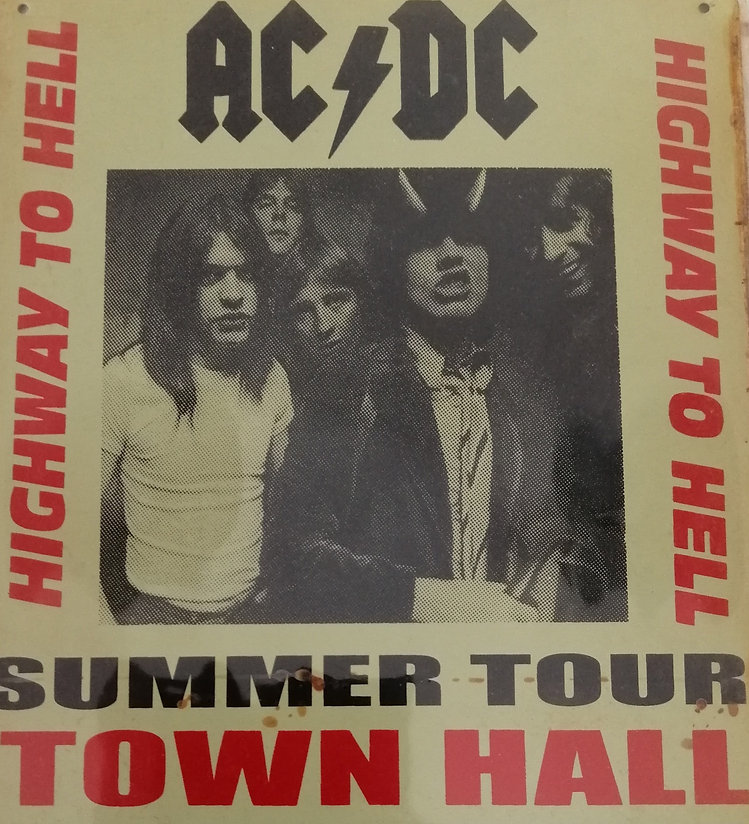 AC⚡DC
HIGHWAY TO HELL
HIGHWAY TO HELL
SUMMER TOUR
TOWN HALL